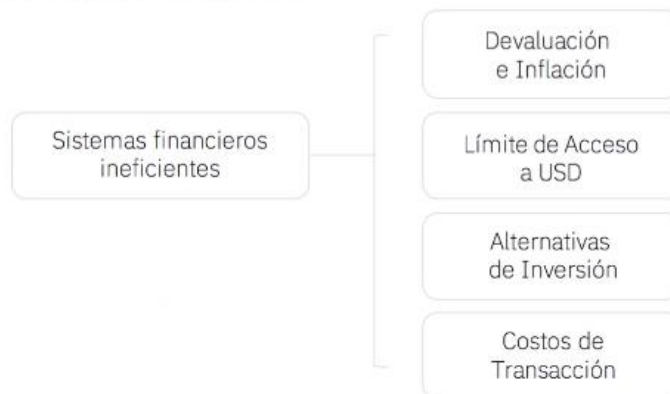 Sistemas financieros
ineficientes
Devaluación
e Inflación
Límite de Acceso
a USD
Alternativas
de Inversión
Costos de
Transacción